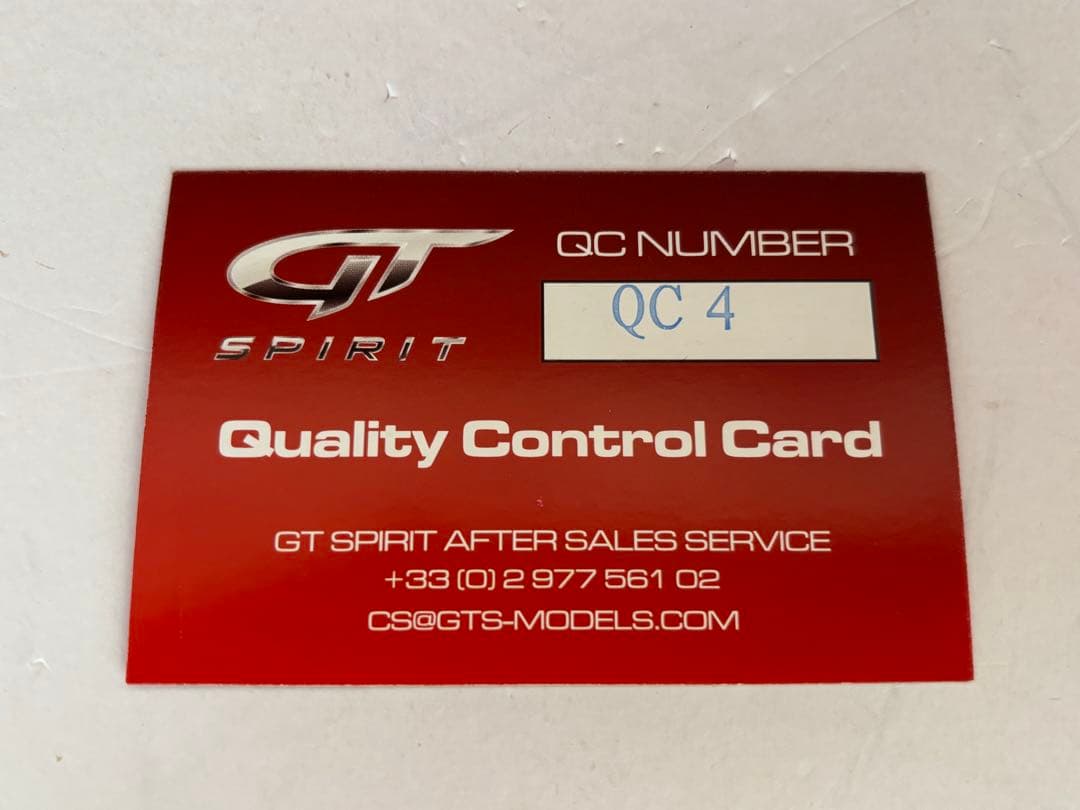 GT
SPIRIT
QC NUMBER
QC 4
Quality Control Card
GT SPIRIT AFTER SALES SERVICE
+33 (0) 2 977 561 02
CS@GTS-MODELS.COM